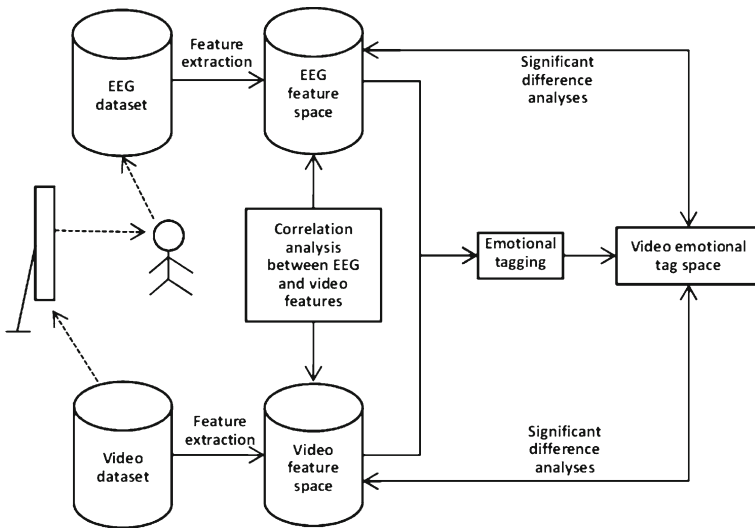 EEG
dataset
Feature
extraction
EEG
feature
space
Significant
difference
analyses
Correlation
analysis
between EEG
and video
features
Emotional
tagging
Video emotional
tag space
Video
dataset
Feature
extraction
Video
feature
space
Significant
difference
analyses